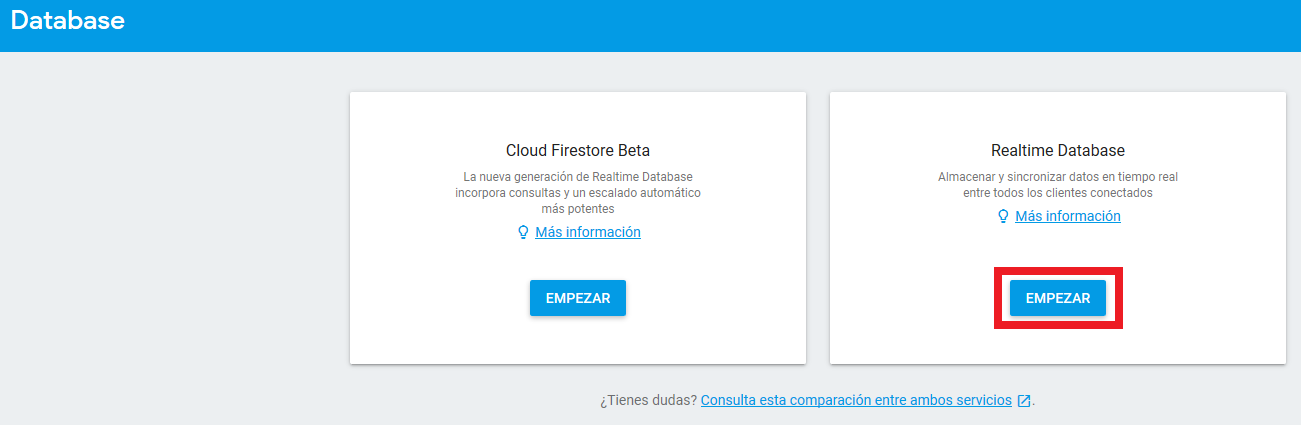 Database
Cloud Firestore Beta
La nueva generación de Realtime Database
incorpora consultas y un escalado automático
más potentes
Más información
EMPEZAR
Realtime Database
Almacenar y sincronizar datos en tiempo real
entre todos los clientes conectados
Más información
EMPEZAR
¿Tienes dudas? Consulta esta comparación entre ambos servicios.